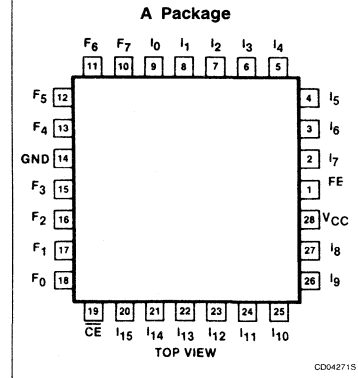 A Package
F6 F7 I0 I1 I2 I3 I4
11 10 9 8 7 6 5
F5 12
4 I5
F4 13
3 I6
GND 14
2 I7
F3 15
1 FE
F2 16
28 VCC
F1 17
27 I8
F0 18
26 I9
19 20 21 22 23 24 25
C̅E̅ I15 I14 I13 I12 I11 I10
TOP VIEW
CD04271S